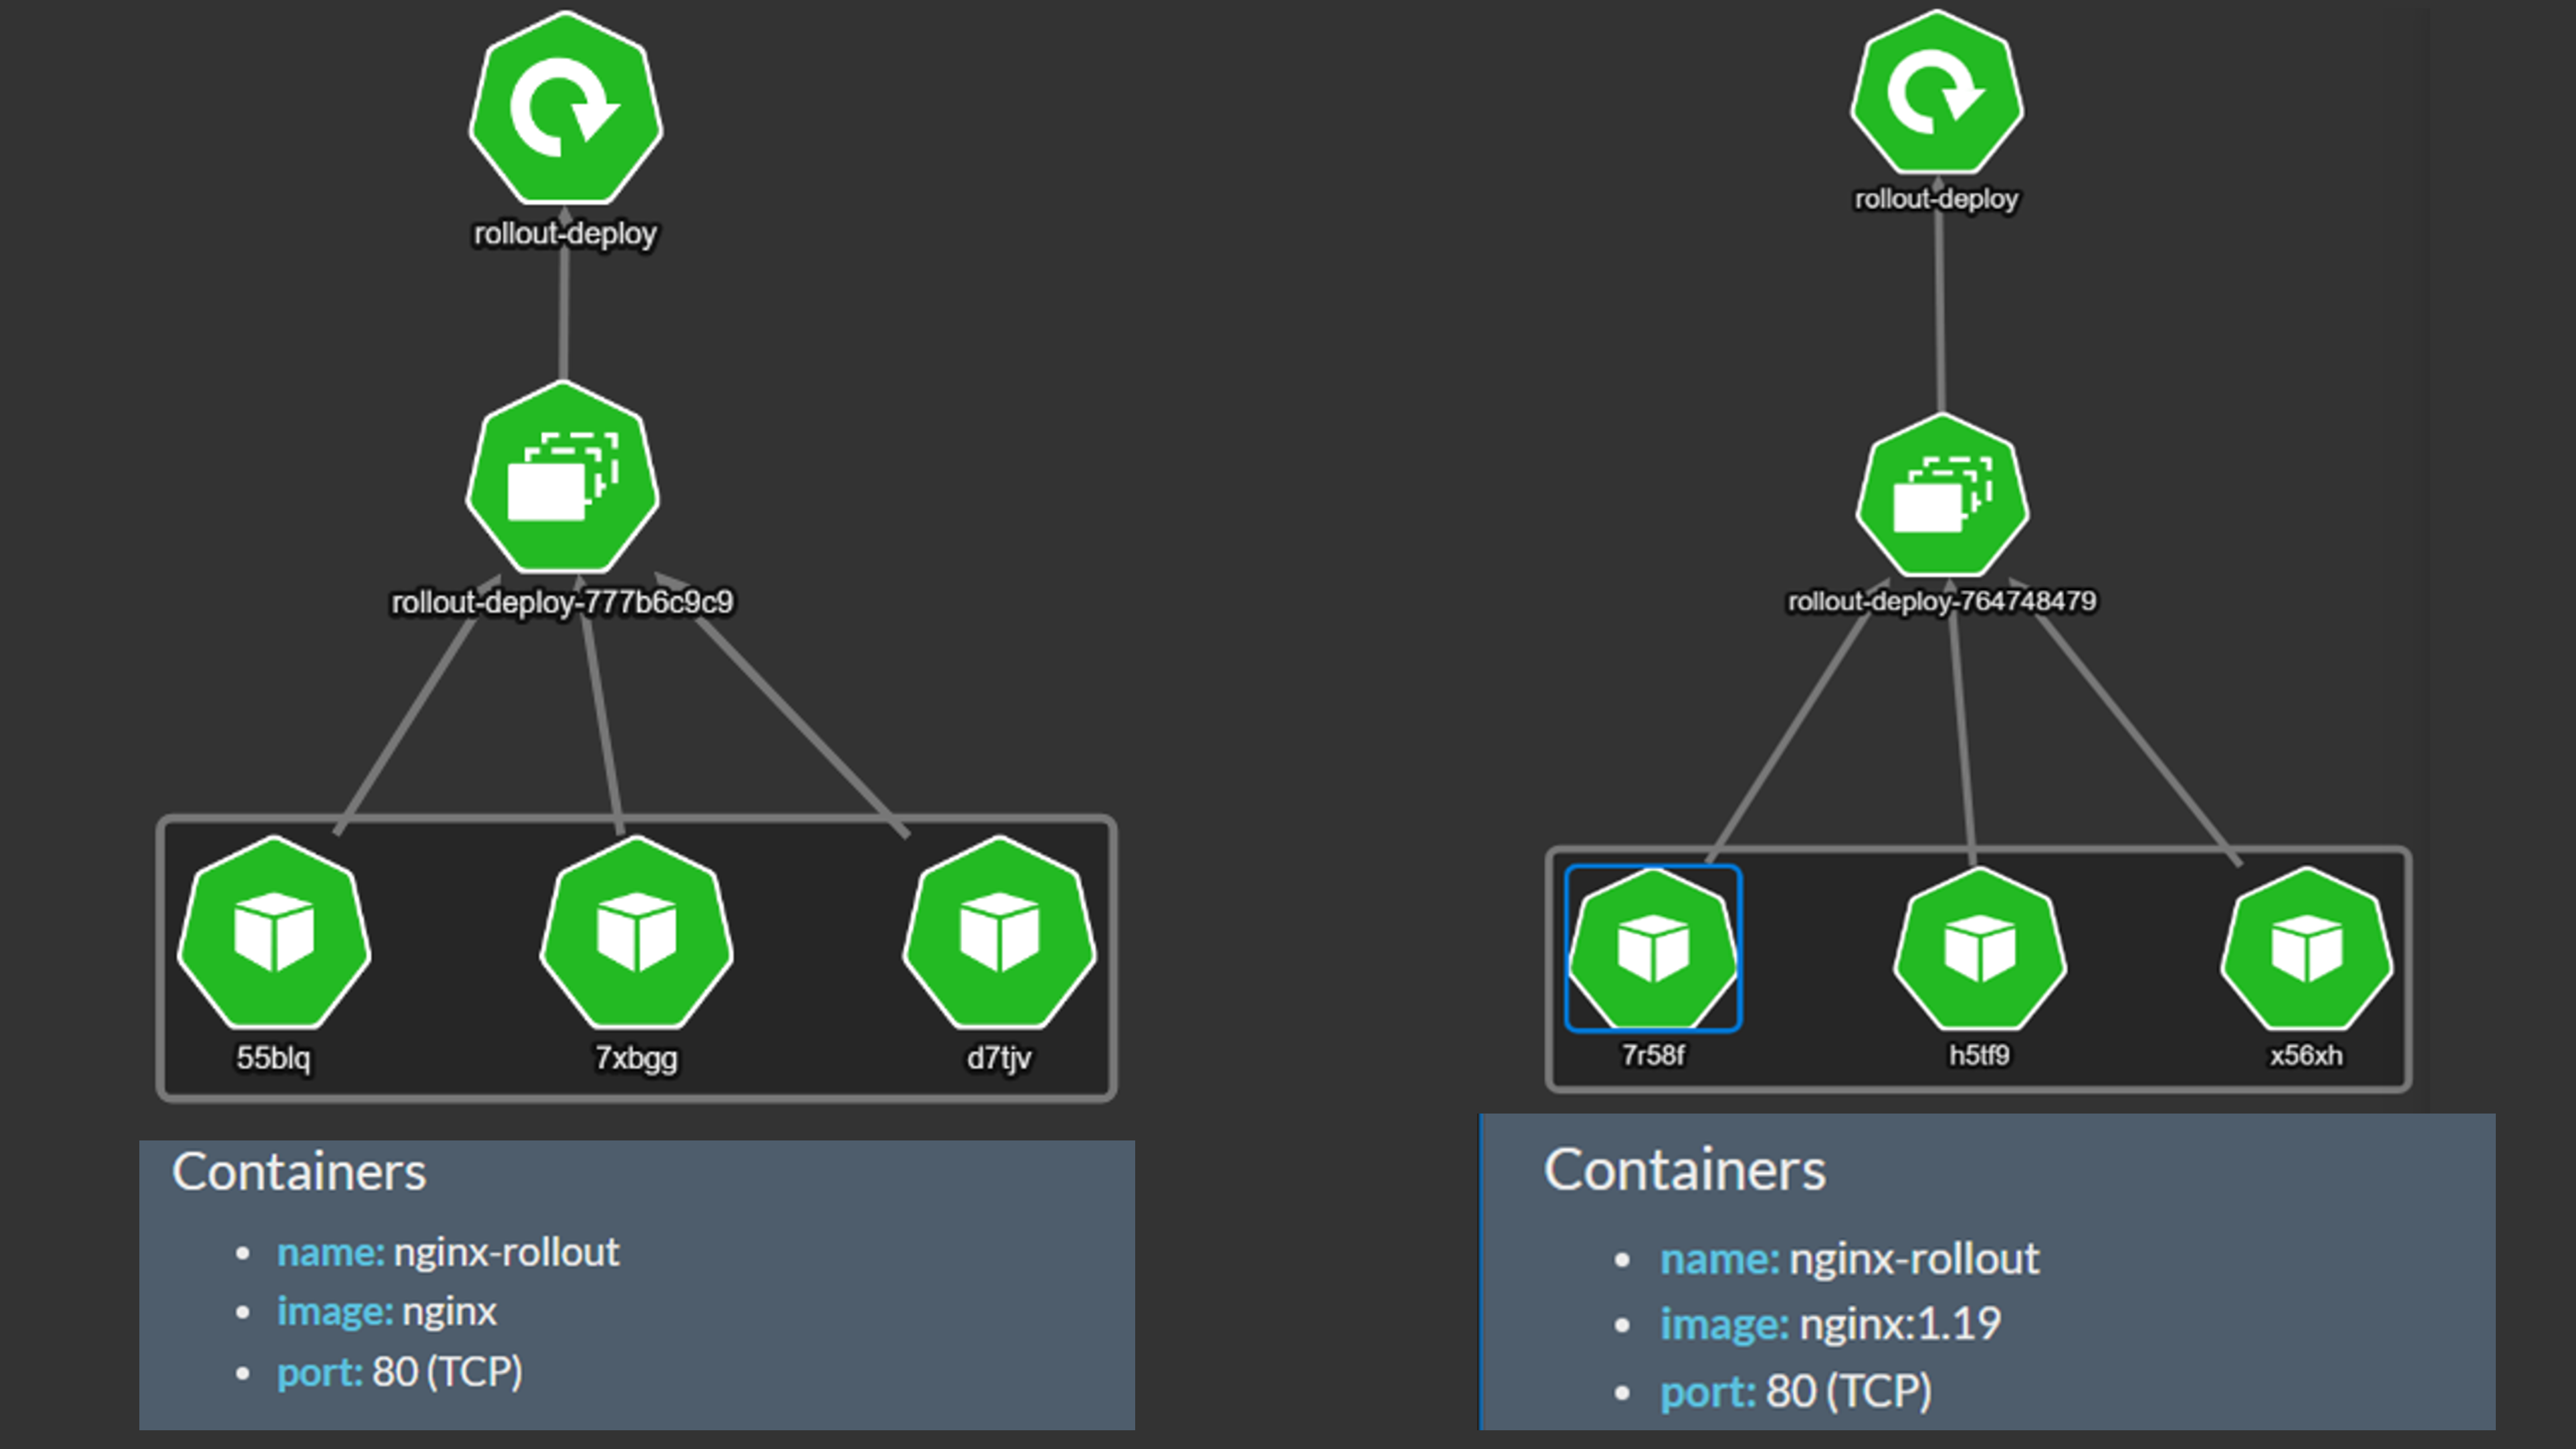 rollout-deploy
rollout-deploy-777b6c9c9
55blq
7xbgg
d7tjv
Containers
• name: nginx-rollout
• image: nginx
• port: 80 (TCP)
rollout-deploy
rollout-deploy-764748479
7r58f
h5tf9
x56xh
Containers
• name: nginx-rollout
• image: nginx:1.19
• port: 80 (TCP)